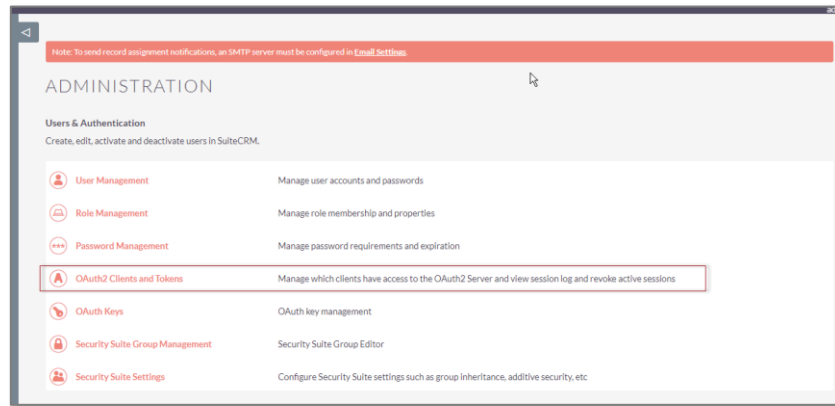 Note: To send record assignment notifications, an SMTP server must be configured in Email Settings.
ADMINISTRATION
Users & Authentication
Create, edit, activate and deactivate users in SuiteCRM.
User Management Manage user accounts and passwords
Role Management Manage role membership and properties
Password Management Manage password requirements and expiration
OAuth2 Clients and Tokens Manage which clients have access to the OAuth2 Server and view session log and revoke active sessions
OAuth Keys OAuth key management
Security Suite Group Management Security Suite Group Editor
Security Suite Settings Configure Security Suite settings such as group inheritance, additive security, etc